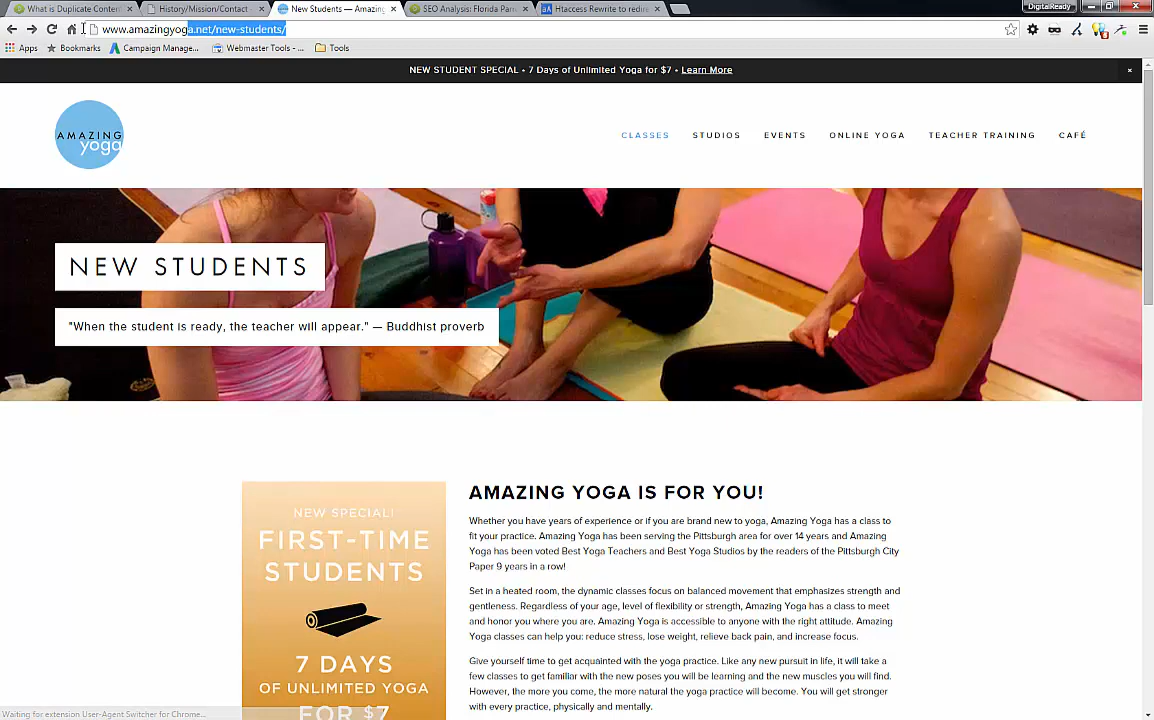 What is Duplicate Conten
History/Mission/Contact -
New Students — Amazing
SEO Analysis: Florida Pan
Htaccess Rewrite to redire
DigitalReady
www.amazingyoga.net/new-students/
Apps
Bookmarks
Campaign Manage...
Webmaster Tools - ...
Tools
NEW STUDENT SPECIAL • 7 Days of Unlimited Yoga for $7 • Learn More
AMAZING
yoga
CLASSES
STUDIOS
EVENTS
ONLINE YOGA
TEACHER TRAINING
CAFÉ
NEW STUDENTS
"When the student is ready, the teacher will appear." — Buddhist proverb
NEW SPECIAL!
FIRST-TIME
STUDENTS
7 DAYS
OF UNLIMITED YOGA
FOR $7
AMAZING YOGA IS FOR YOU!
Whether you have years of experience or if you are brand new to yoga, Amazing Yoga has a class to
fit your practice. Amazing Yoga has been serving the Pittsburgh area for over 14 years and Amazing
Yoga has been voted Best Yoga Teachers and Best Yoga Studios by the readers of the Pittsburgh City
Paper 9 years in a row!
Set in a heated room, the dynamic classes focus on balanced movement that emphasizes strength and
gentleness. Regardless of your age, level of flexibility or strength, Amazing Yoga has a class to meet
and honor you where you are. Amazing Yoga is accessible to anyone with the right attitude. Amazing
Yoga classes can help you: reduce stress, lose weight, relieve back pain, and increase focus.
Give yourself time to get acquainted with the yoga practice. Like any new pursuit in life, it will take a
few classes to get familiar with the new poses you will be learning and the new muscles you will find.
However, the more you come, the more natural the yoga practice will become. You will get stronger
with every practice, physically and mentally.
Waiting for extension User-Agent Switcher for Chrome...